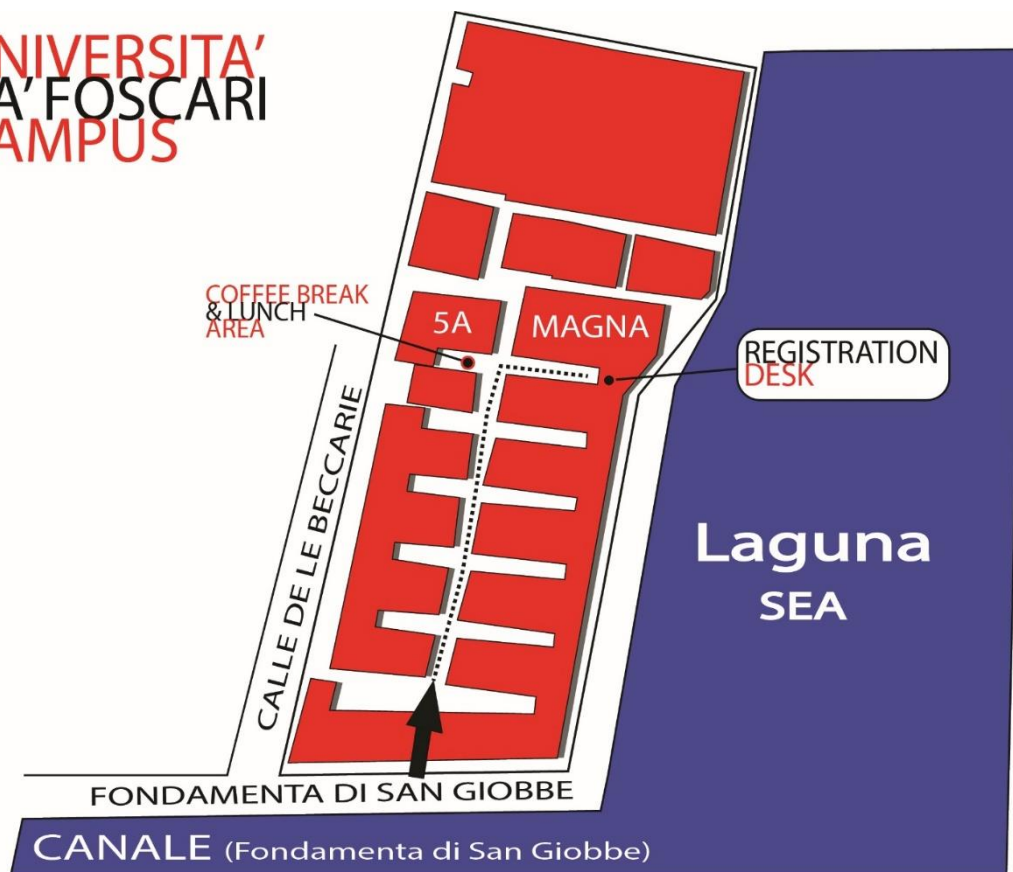 NIVERSITA'
A' FOSCARI
AMPUS
COFFEE BREAK
& LUNCH
AREA
5A
MAGNA
REGISTRATION
DESK
CALLE DE LE BECCARIE
Laguna
SEA
FONDAMENTA DI SAN GIOBBE
CANALE (Fondamenta di San Giobbe)